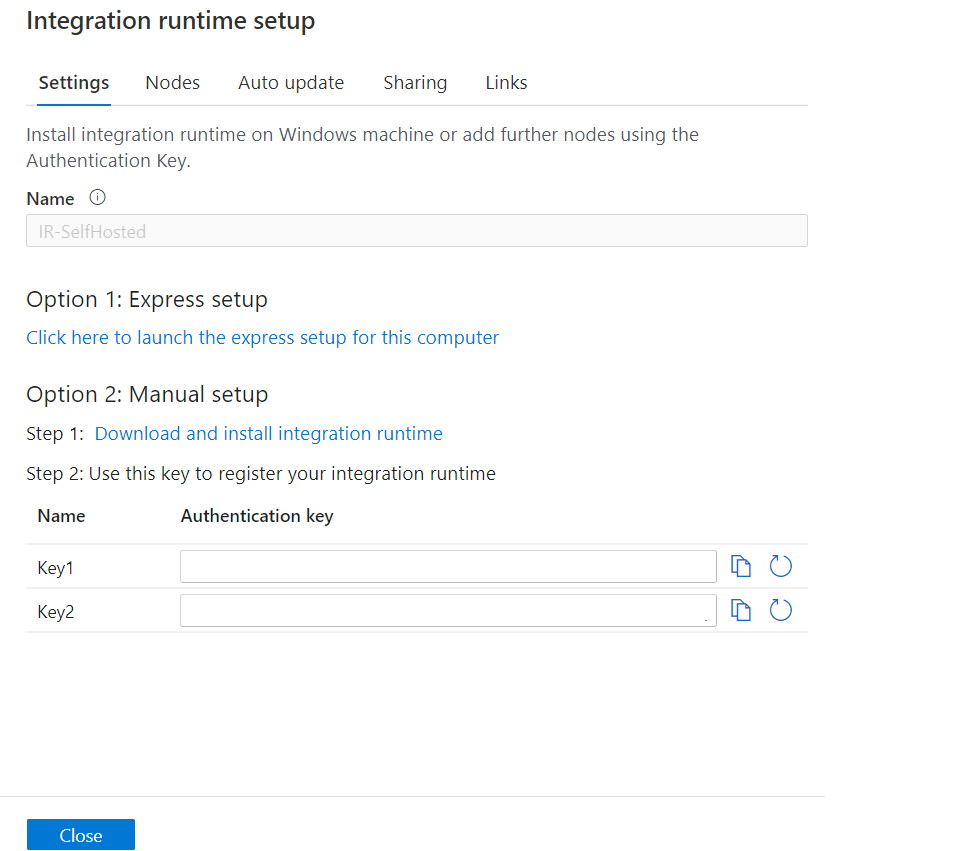 Integration runtime setup
Settings Nodes Auto update Sharing Links
Install integration runtime on Windows machine or add further nodes using the
Authentication Key.
Name
IR-SelfHosted
Option 1: Express setup
Click here to launch the express setup for this computer
Option 2: Manual setup
Step 1: Download and install integration runtime
Step 2: Use this key to register your integration runtime
Name Authentication key
Key1
Key2
Close